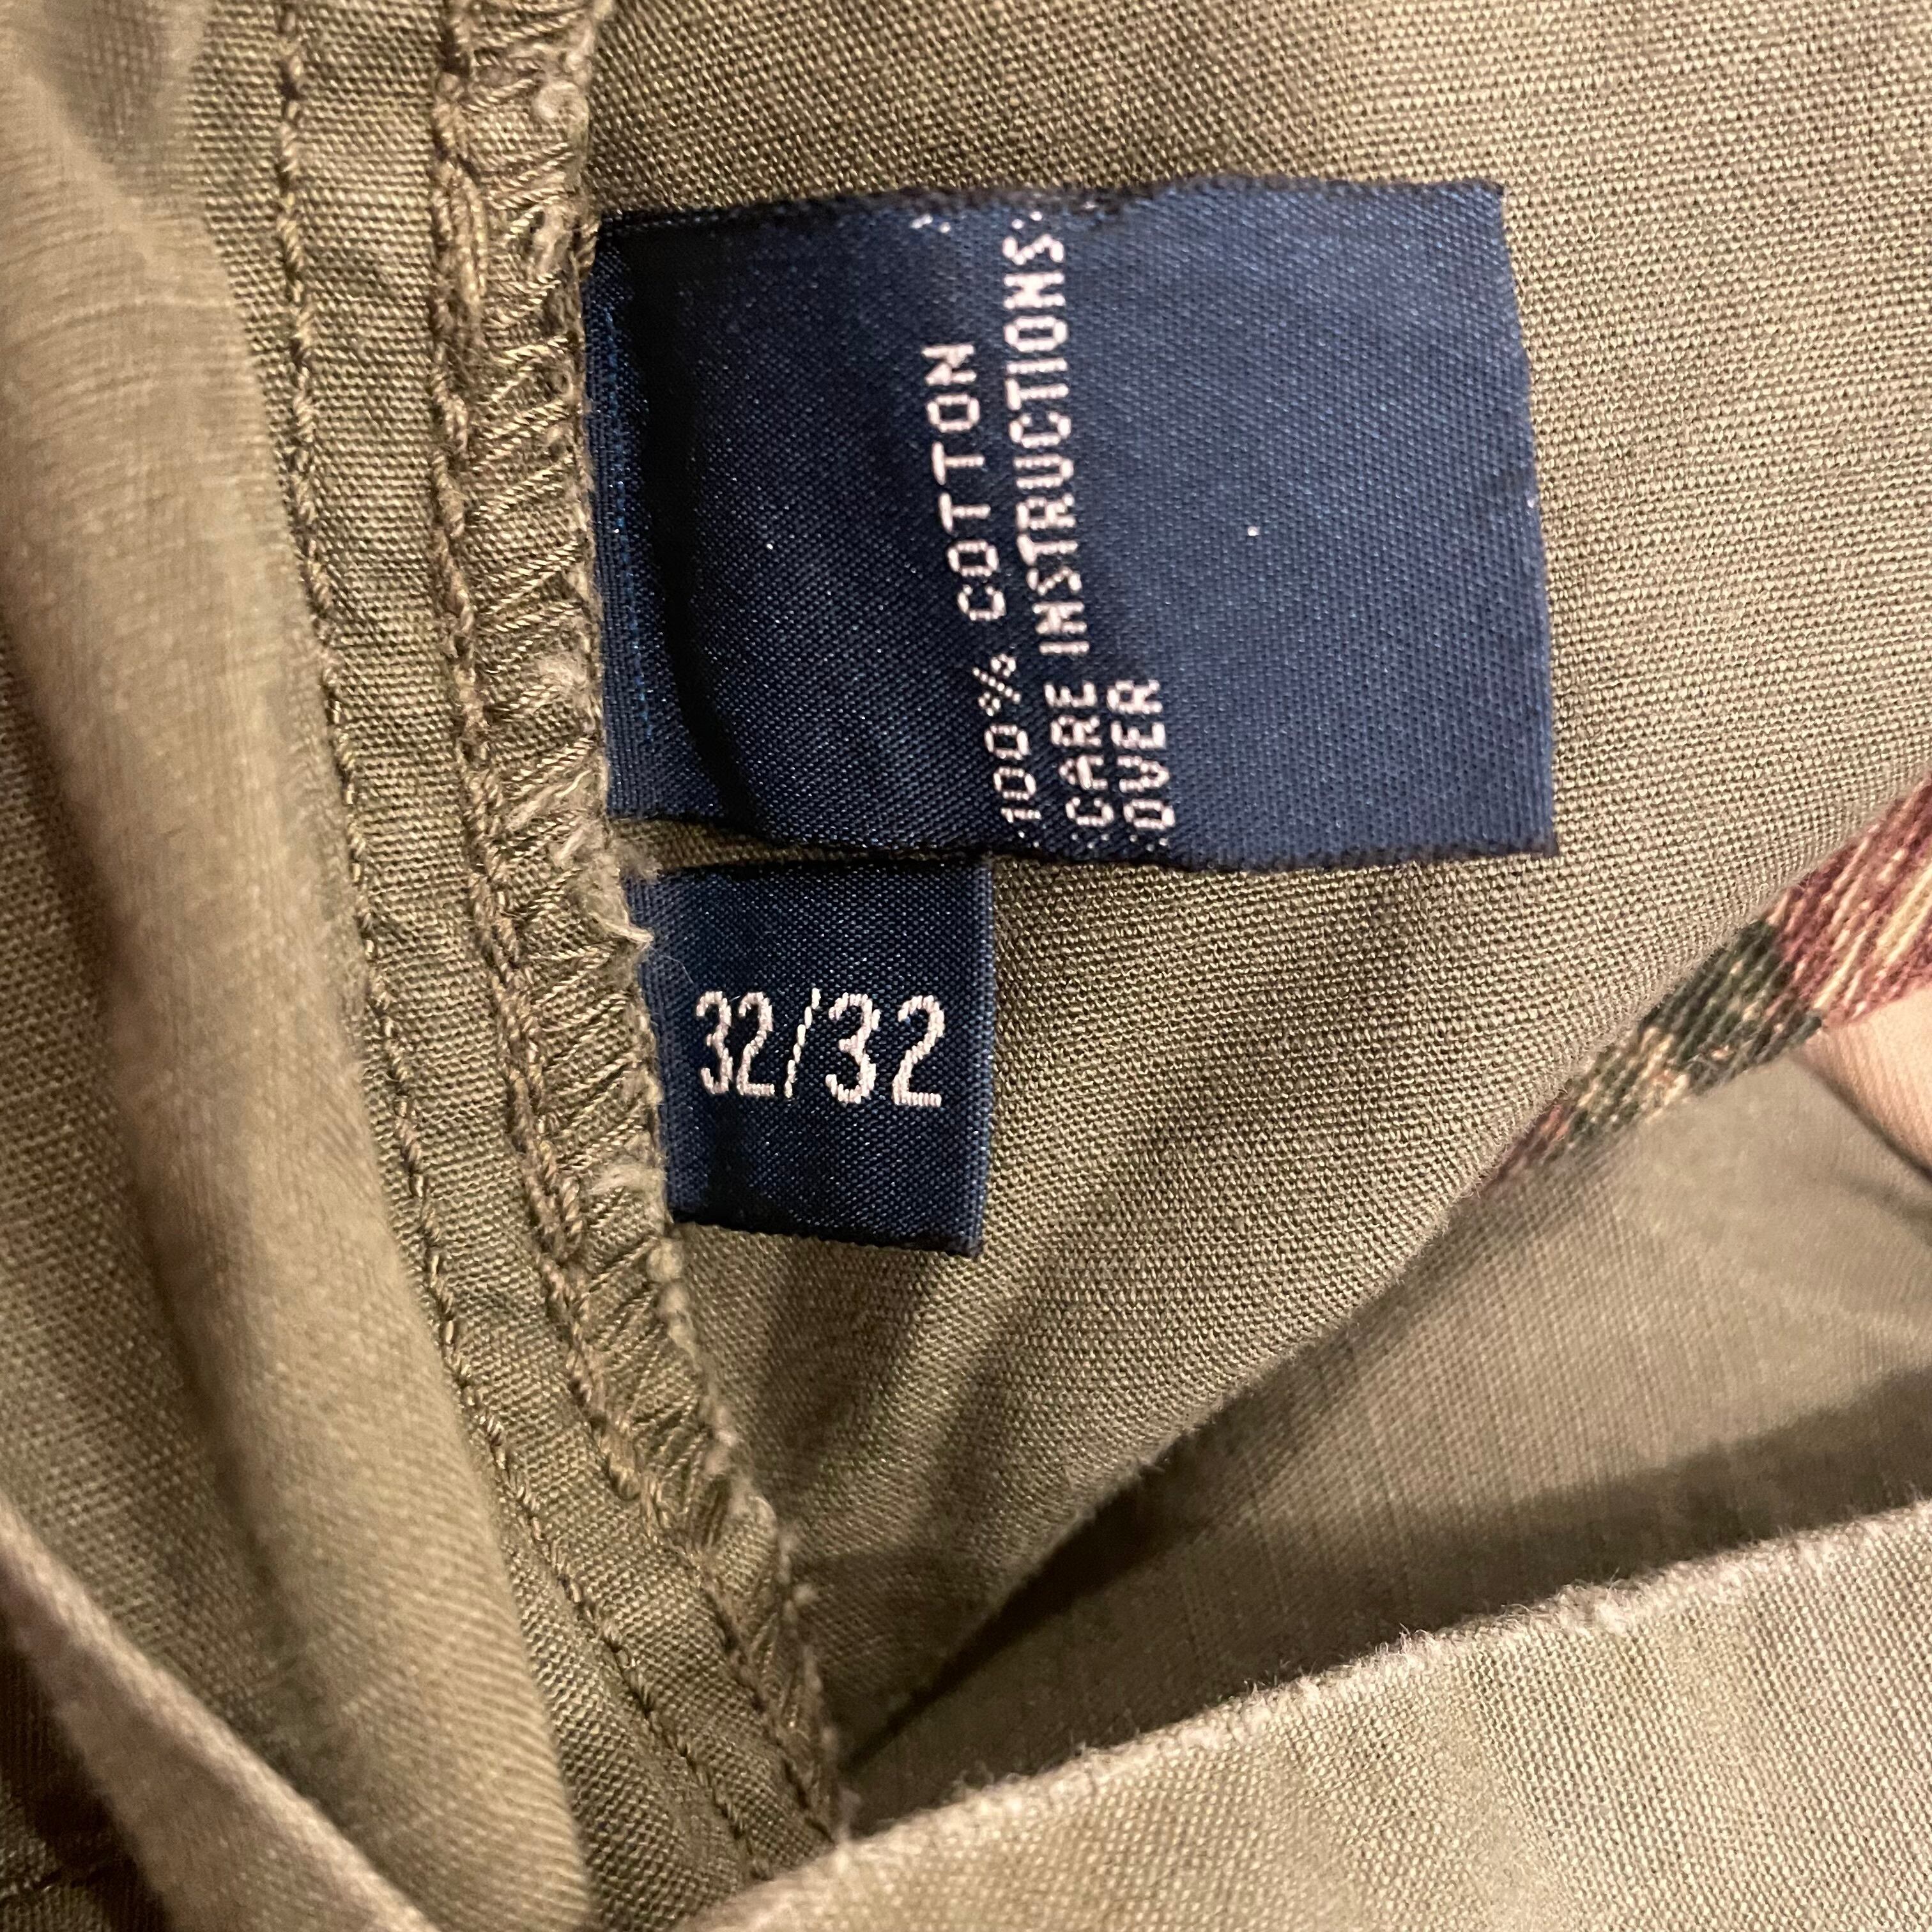 100% COTTON
CARE INSTRUCTIONS
OVER
32/32